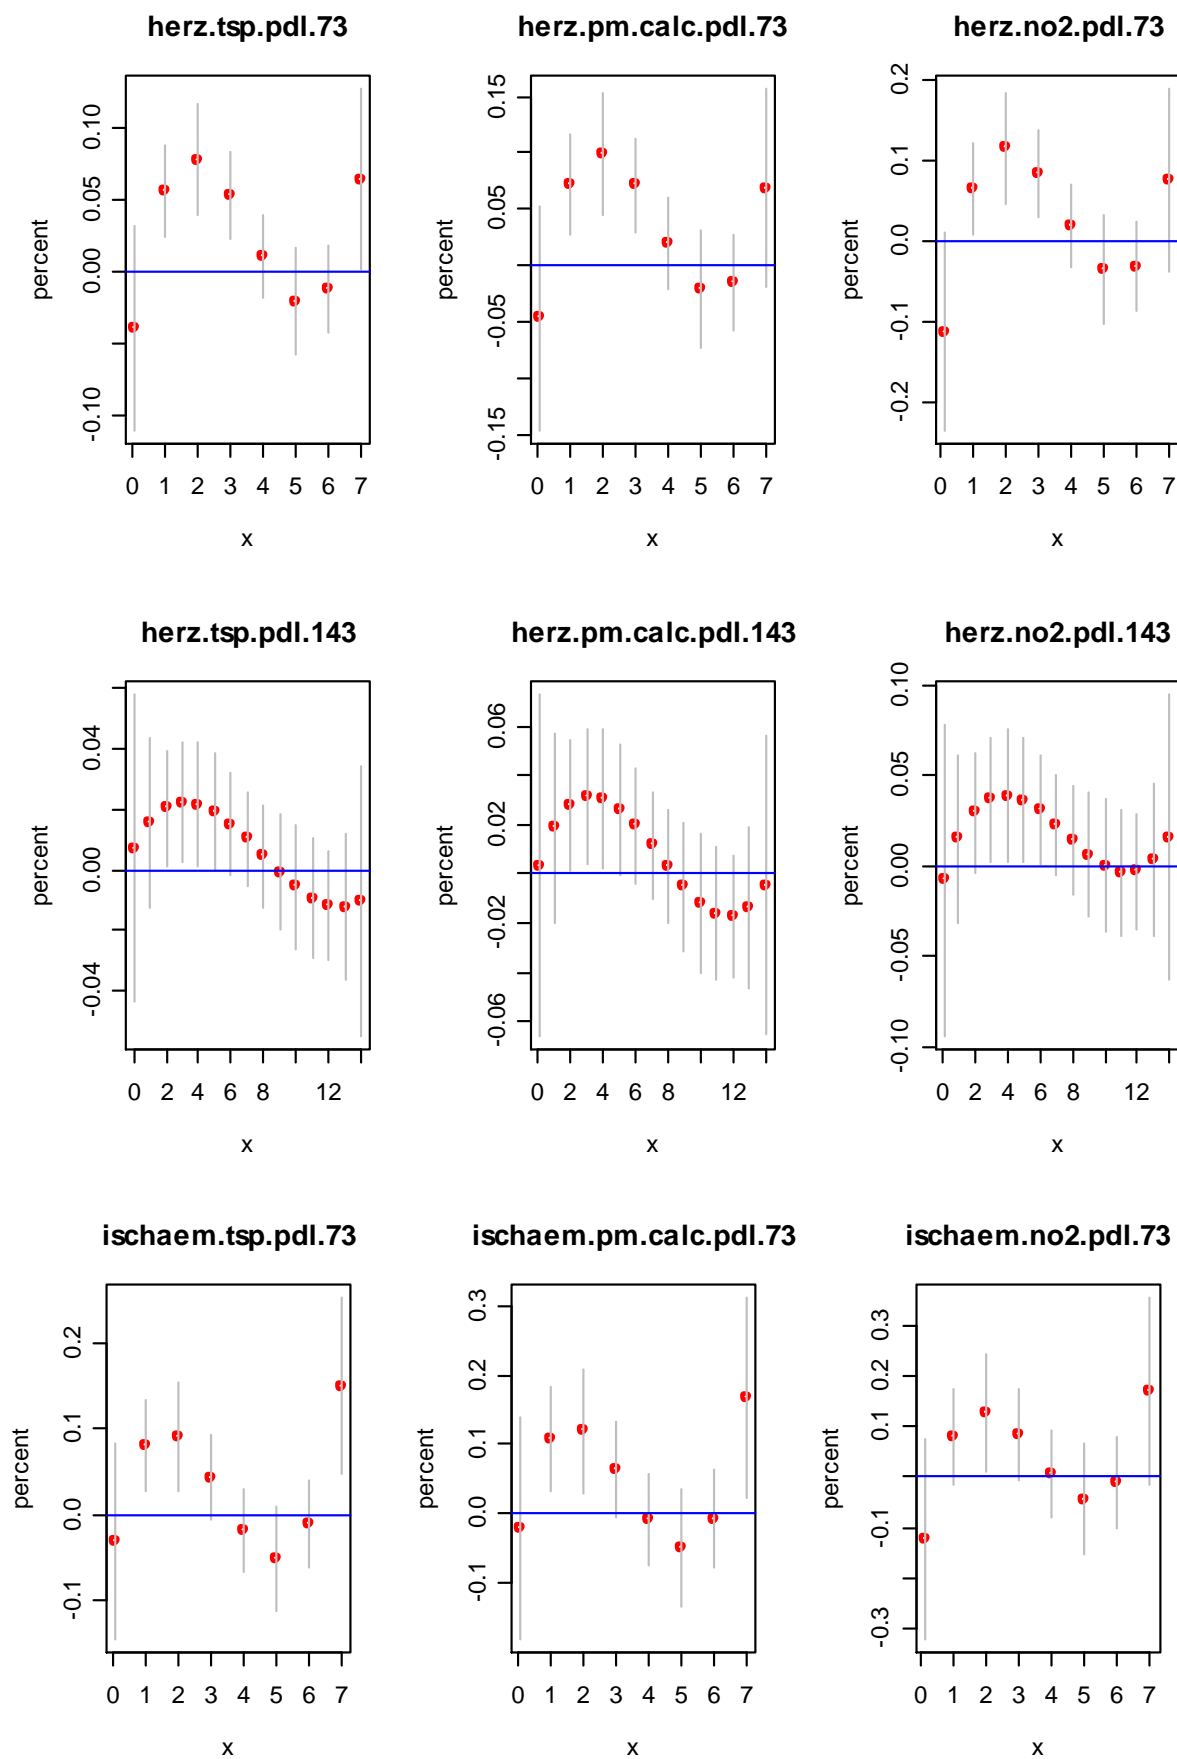 herz.tsp.pdl.73 herz.pm.calc.pdl.73 herz.no2.pdl.73
percent percent percent
-0.10 0.00 0.05 0.10
-0.15 -0.05 0.05 0.15
-0.2 -0.1 0.0 0.1 0.2
0 1 2 3 4 5 6 7 0 1 2 3 4 5 6 7 0 1 2 3 4 5 6 7
x x x
herz.tsp.pdl.143 herz.pm.calc.pdl.143 herz.no2.pdl.143
percent percent percent
-0.04 0.00 0.04
-0.06 -0.02 0.02 0.06
-0.10 -0.05 0.00 0.05 0.10
0 2 4 6 8 12 0 2 4 6 8 12 0 2 4 6 8 12
x x x
ischaem.tsp.pdl.73 ischaem.pm.calc.pdl.73 ischaem.no2.pdl.73
percent percent percent
-0.1 0.0 0.1 0.2
-0.1 0.0 0.1 0.2 0.3
-0.3 -0.1 0.1 0.2 0.3
0 1 2 3 4 5 6 7 0 1 2 3 4 5 6 7 0 1 2 3 4 5 6 7
x x x